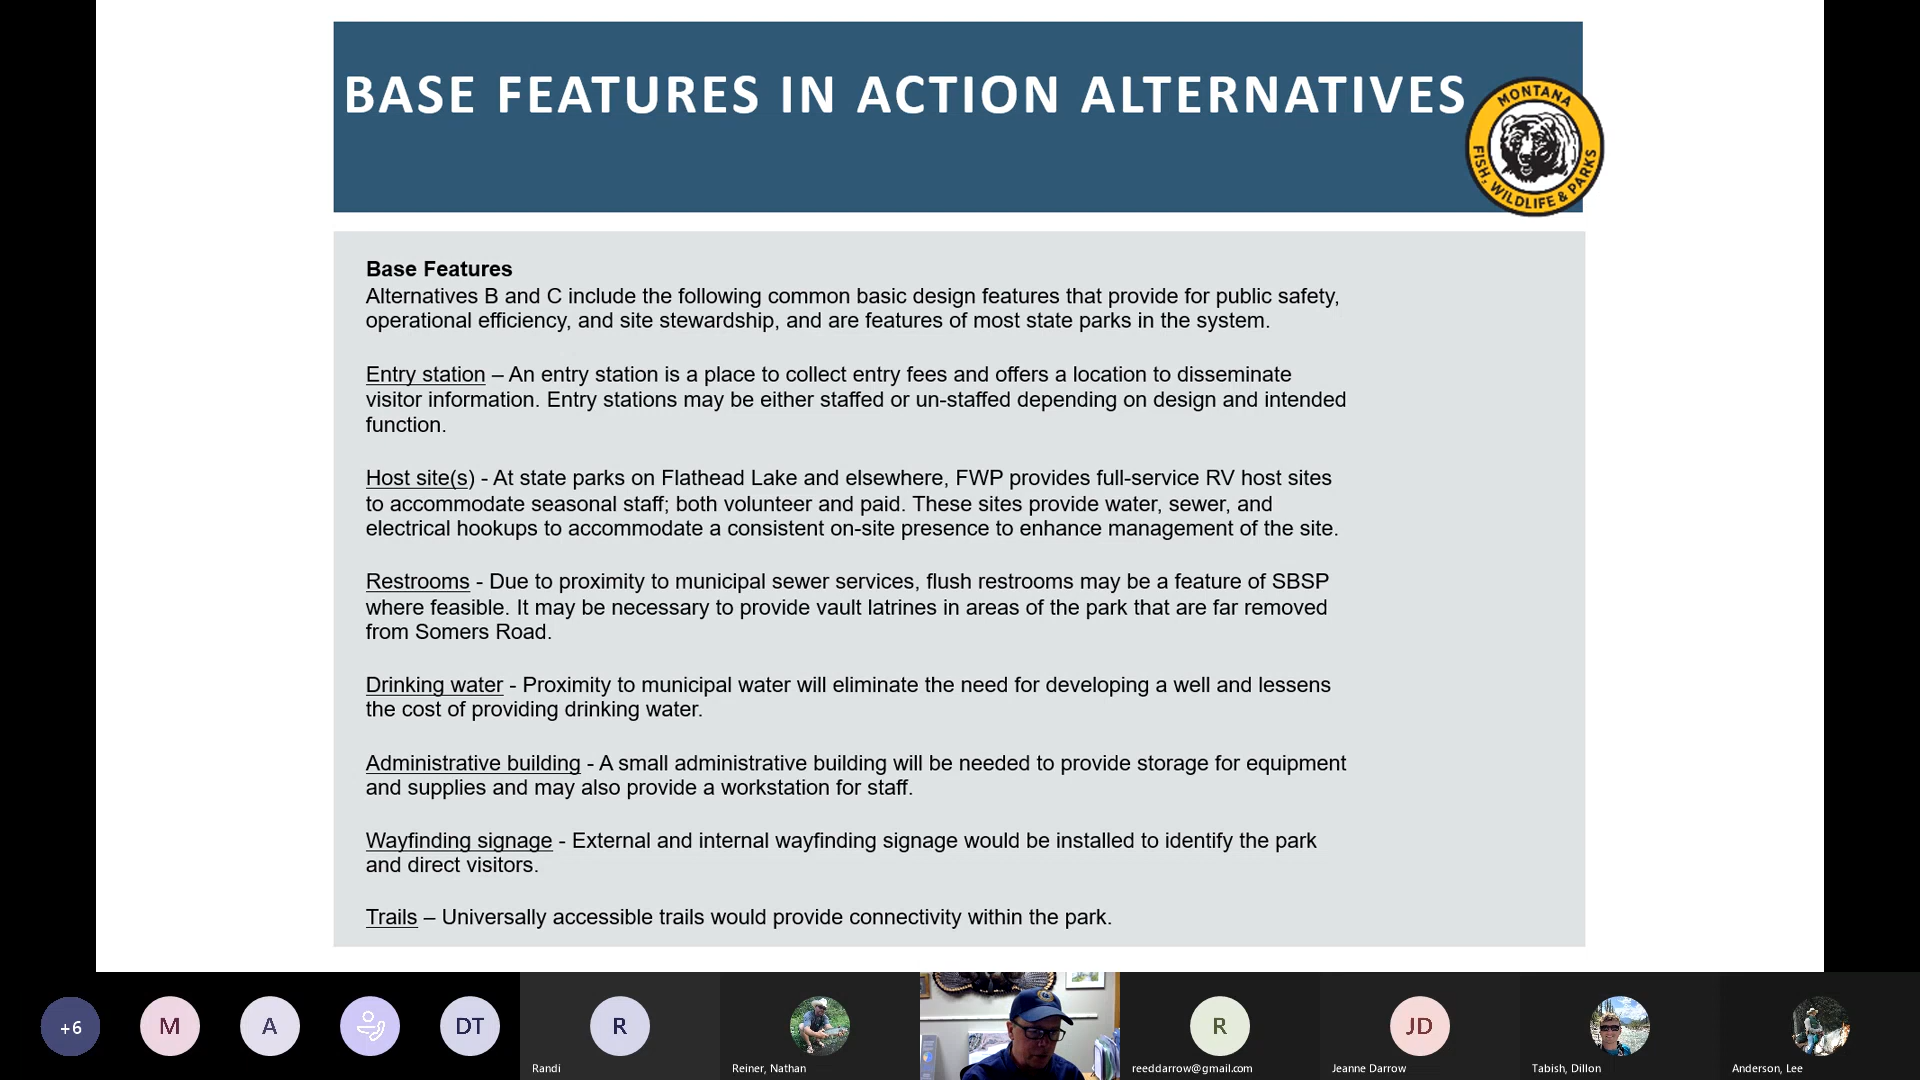 BASE FEATURES IN ACTION ALTERNATIVES
MONTANA
FISH, WILDLIFE & PARKS
Base Features
Alternatives B and C include the following common basic design features that provide for public safety,
operational efficiency, and site stewardship, and are features of most state parks in the system.
Entry station – An entry station is a place to collect entry fees and offers a location to disseminate
visitor information. Entry stations may be either staffed or un-staffed depending on design and intended
function.
Host site(s) - At state parks on Flathead Lake and elsewhere, FWP provides full-service RV host sites
to accommodate seasonal staff; both volunteer and paid. These sites provide water, sewer, and
electrical hookups to accommodate a consistent on-site presence to enhance management of the site.
Restrooms - Due to proximity to municipal sewer services, flush restrooms may be a feature of SBSP
where feasible. It may be necessary to provide vault latrines in areas of the park that are far removed
from Somers Road.
Drinking water - Proximity to municipal water will eliminate the need for developing a well and lessens
the cost of providing drinking water.
Administrative building - A small administrative building will be needed to provide storage for equipment
and supplies and may also provide a workstation for staff.
Wayfinding signage - External and internal wayfinding signage would be installed to identify the park
and direct visitors.
Trails – Universally accessible trails would provide connectivity within the park.
+6
M
A
DT
R
R
JD
Randi
Reiner, Nathan
reeddarrow@gmail.com
Jeanne Darrow
Tabish, Dillon
Anderson, Lee